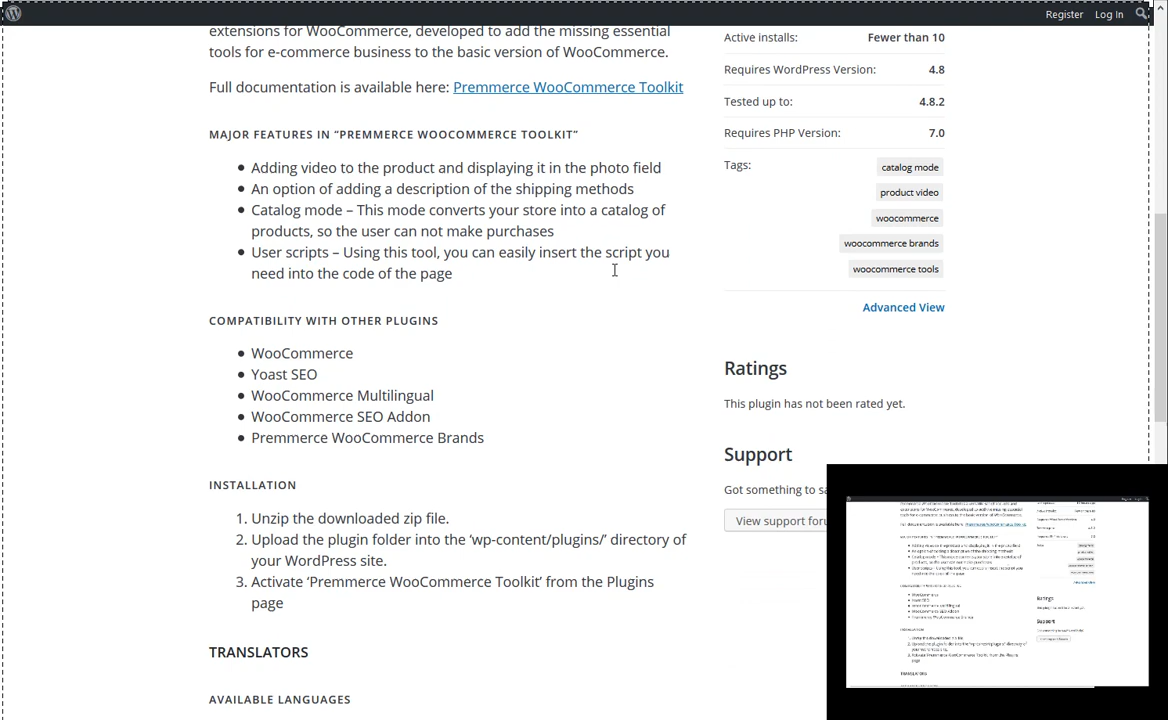 Register
Log In
extensions for WooCommerce, developed to add the missing essential
tools for e-commerce business to the basic version of WooCommerce.
Full documentation is available here: Premmerce WooCommerce Toolkit
MAJOR FEATURES IN “PREMMERCE WOOCOMMERCE TOOLKIT”
Adding video to the product and displaying it in the photo field
An option of adding a description of the shipping methods
Catalog mode – This mode converts your store into a catalog of
products, so the user can not make purchases
User scripts – Using this tool, you can easily insert the script you
need into the code of the page
COMPATIBILITY WITH OTHER PLUGINS
WooCommerce
Yoast SEO
WooCommerce Multilingual
WooCommerce SEO Addon
Premmerce WooCommerce Brands
INSTALLATION
1. Unzip the downloaded zip file.
2. Upload the plugin folder into the ‘wp-content/plugins/’ directory of
your WordPress site.
3. Activate ‘Premmerce WooCommerce Toolkit’ from the Plugins
page
TRANSLATORS
AVAILABLE LANGUAGES
Active installs: Fewer than 10
Requires WordPress Version: 4.8
Tested up to: 4.8.2
Requires PHP Version: 7.0
Tags: catalog mode
product video
woocommerce
woocommerce brands
woocommerce tools
Advanced View
Ratings
This plugin has not been rated yet.
Support
Got something to sa
View support foru
Ratings
Support